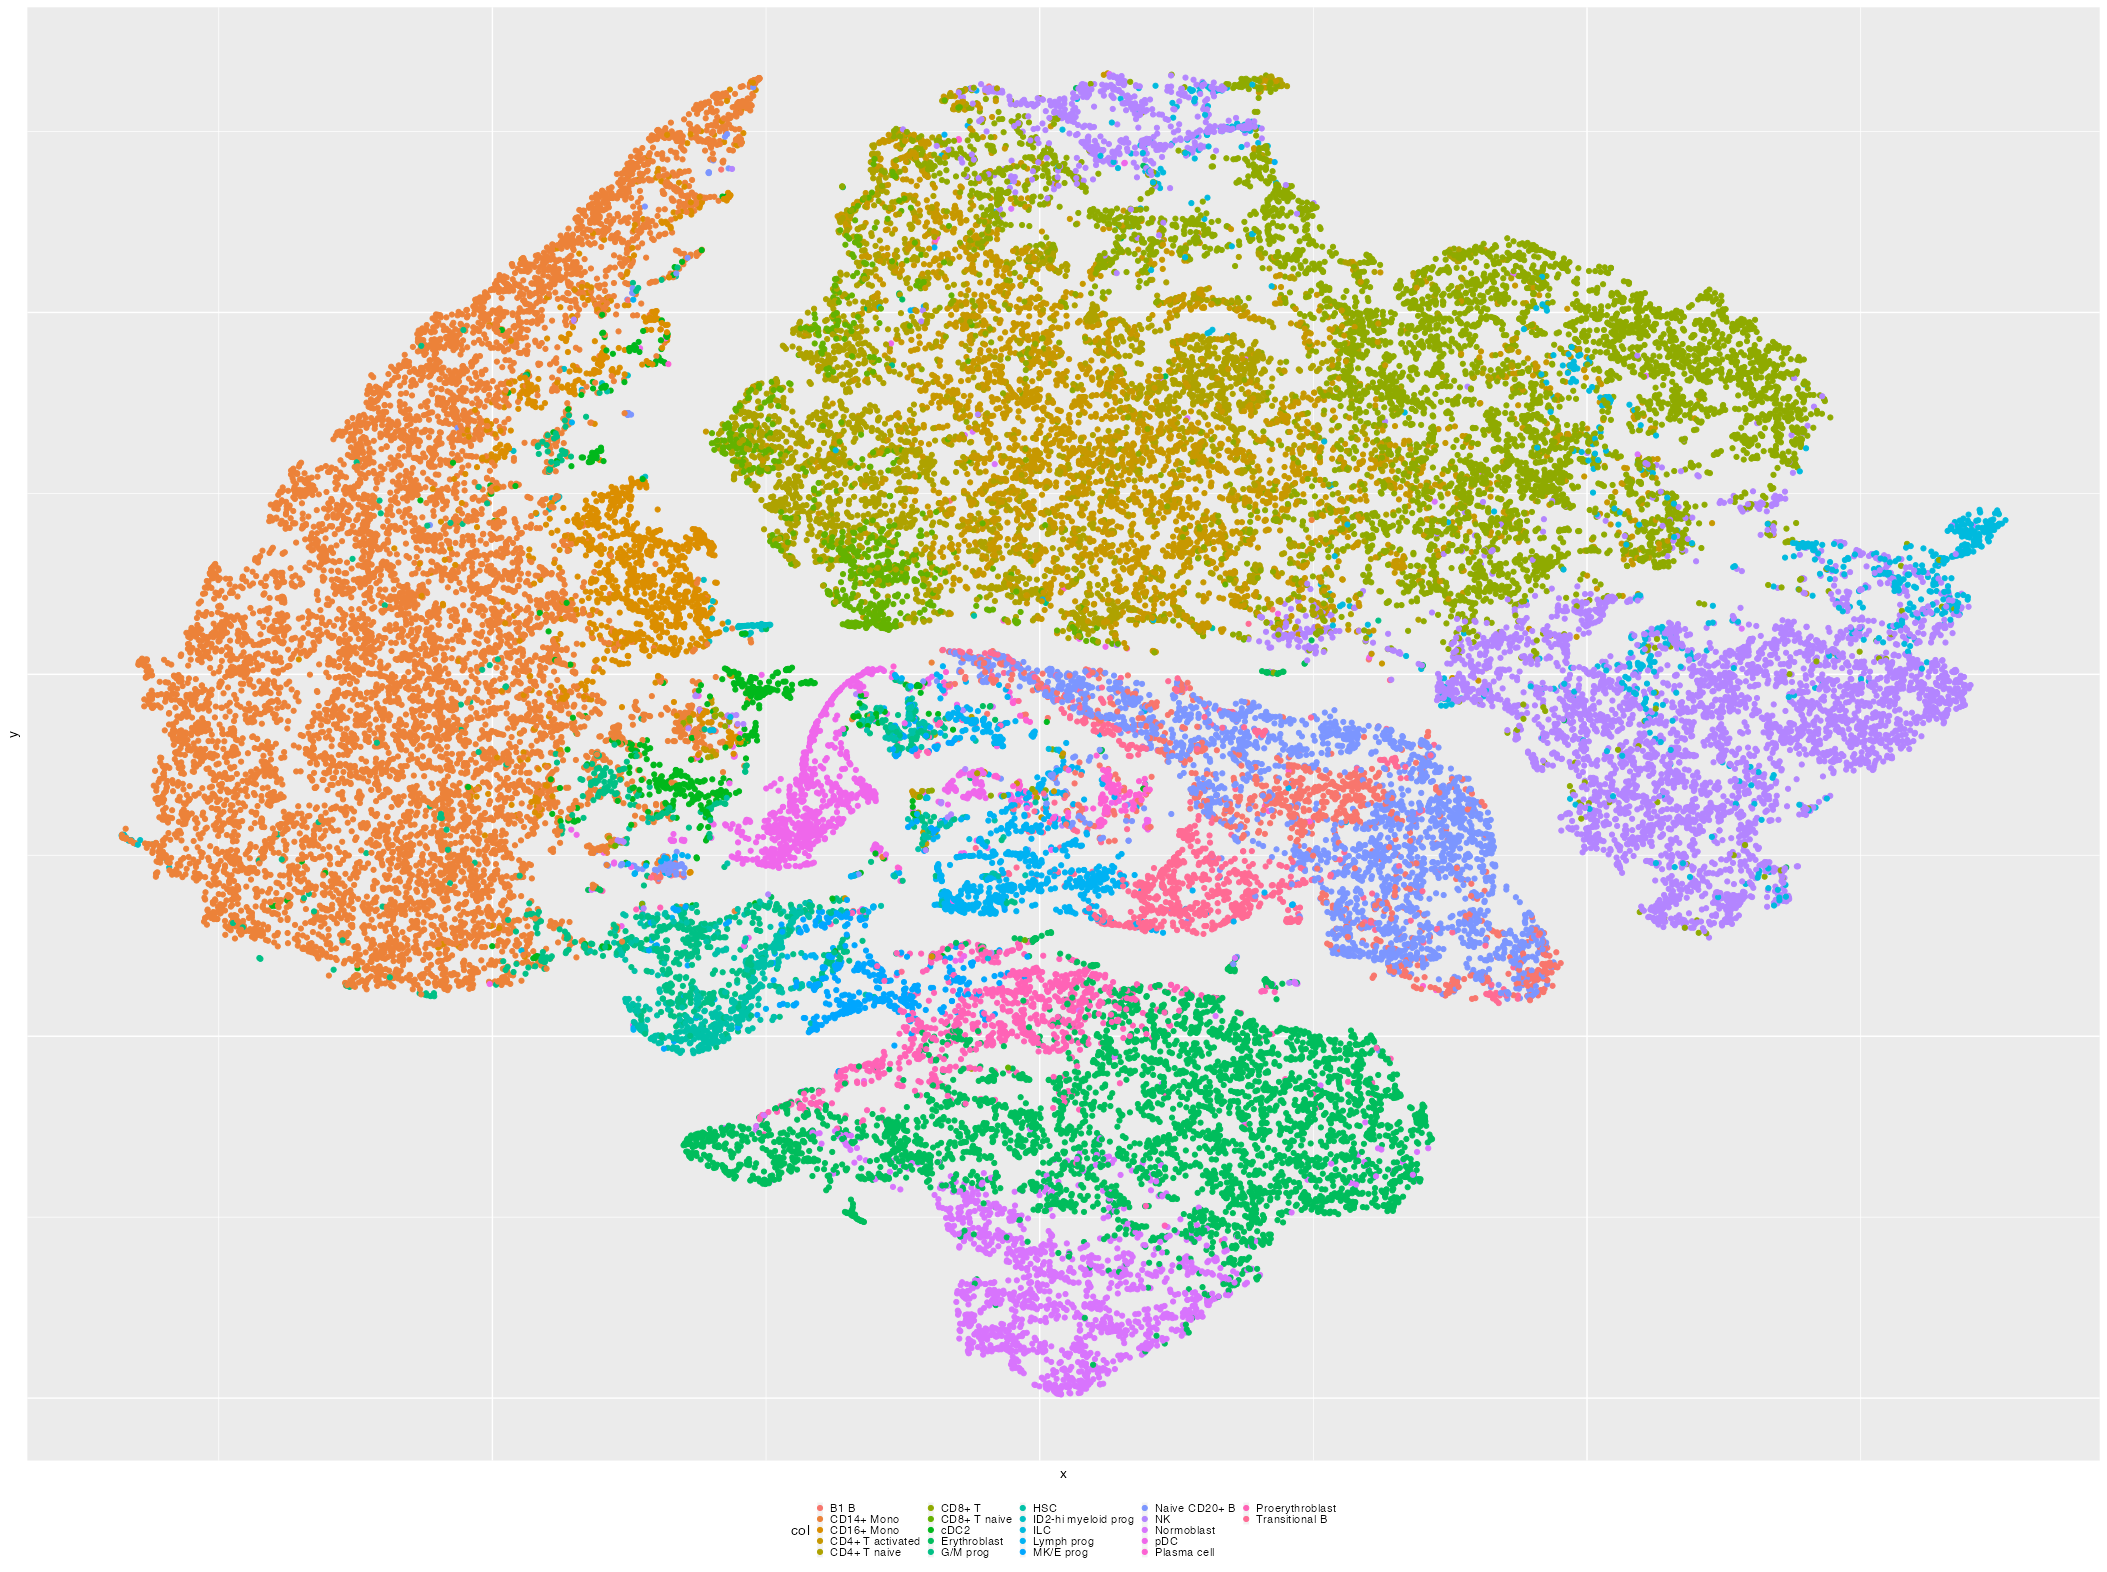 y
x
col
B1 B
CD14+ Mono
CD16+ Mono
CD4+ T activated
CD4+ T naive
CD8+ T
CD8+ T naive
cDC2
Erythroblast
G/M prog
HSC
ID2-hi myeloid prog
ILC
Lymph prog
MK/E prog
Naive CD20+ B
NK
Normoblast
pDC
Plasma cell
Proerythroblast
Transitional B